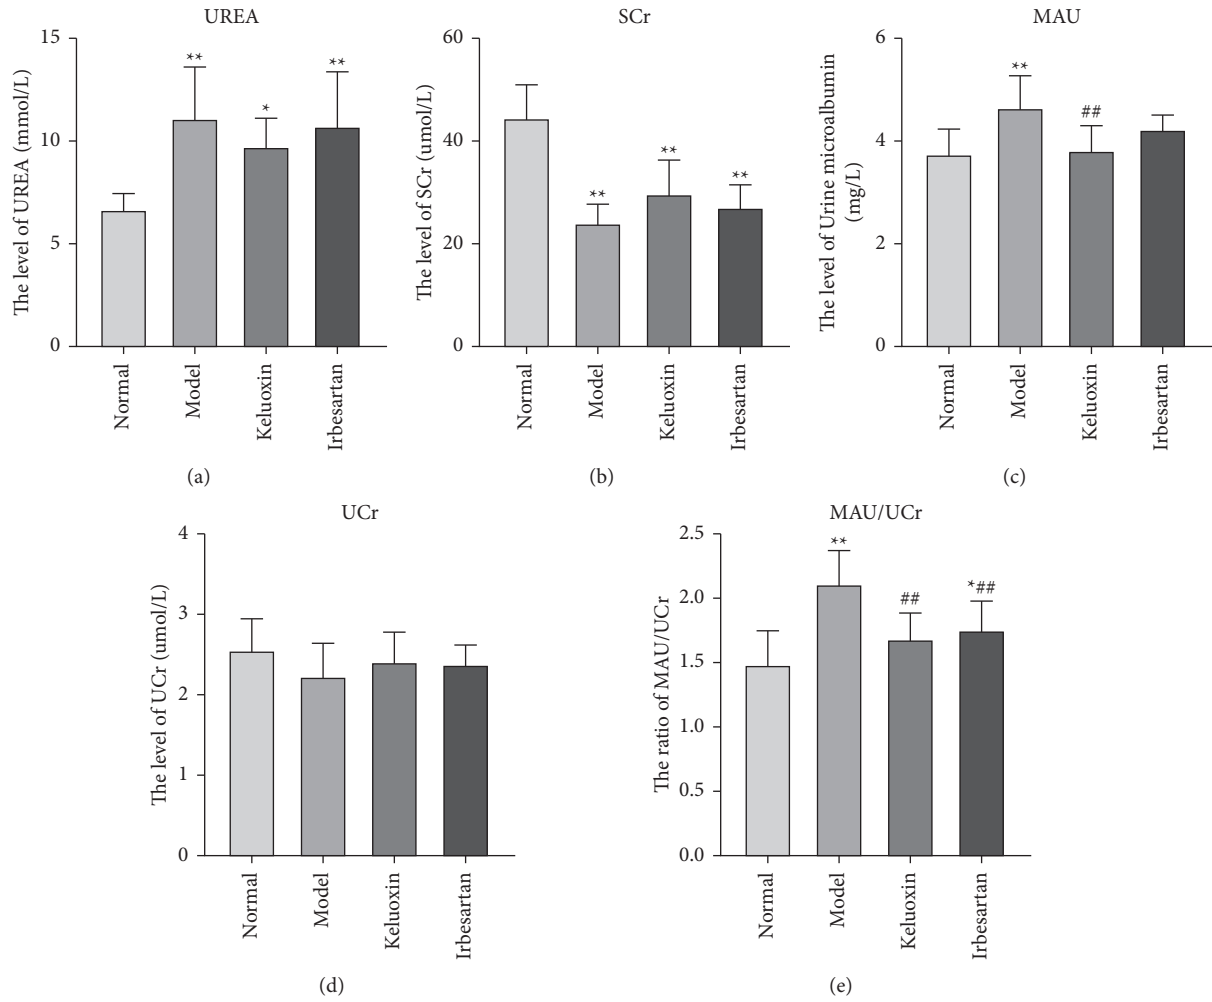 UREA
The level of UREA (mmol/L)
15
10
5
0
**
*
**
Normal
Model
Keluoxin
Irbesartan
(a)
SCr
The level of SCr (umol/L)
60
40
20
0
**
**
**
Normal
Model
Keluoxin
Irbesartan
(b)
MAU
The level of Urine microalbumin
(mg/L)
6
4
2
0
**
##
Normal
Model
Keluoxin
Irbesartan
(c)
UCr
The level of UCr (umol/L)
4
3
2
1
0
Normal
Model
Keluoxin
Irbesartan
(d)
MAU/UCr
The ratio of MAU/UCr
2.5
2.0
1.5
1.0
0.5
0.0
**
##
*##
Normal
Model
Keluoxin
Irbesartan
(e)